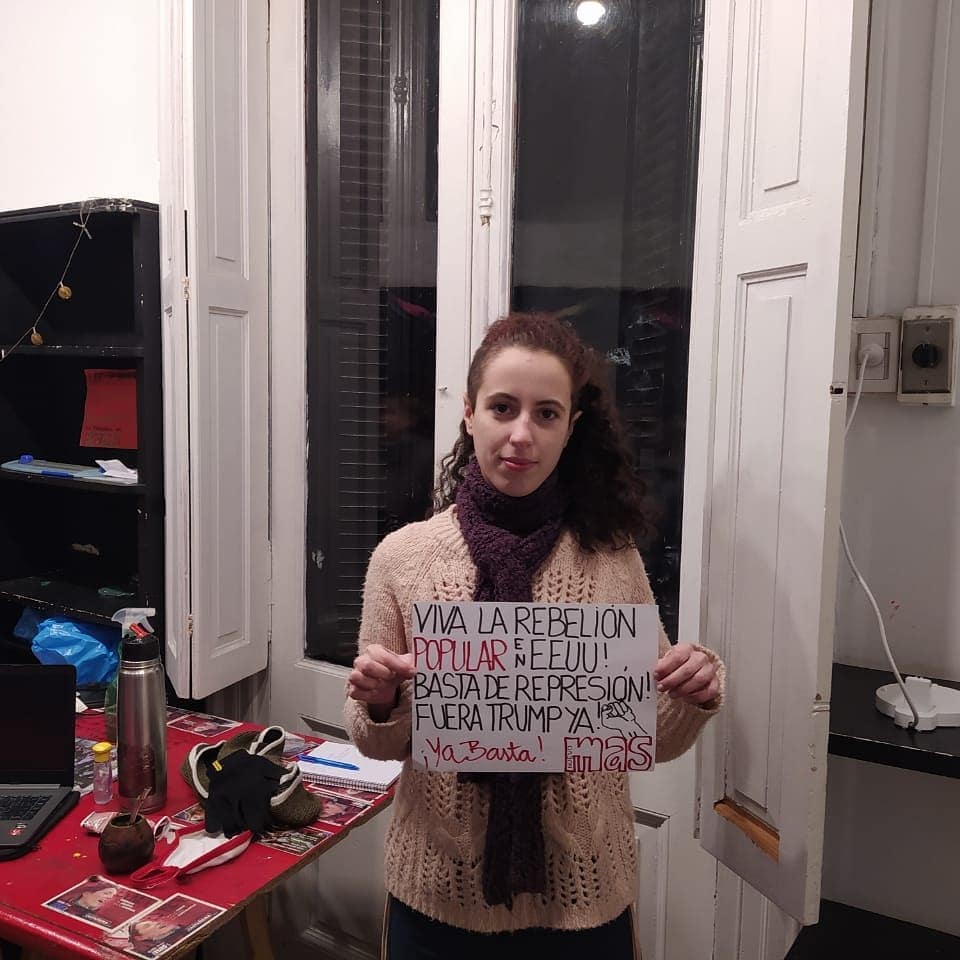 VIVA LA REBELIÓN
POPULAR EN EEUU!
BASTA DE REPRESIÓN!
FUERA TRUMP YA!
¡Ya Basta!
mas